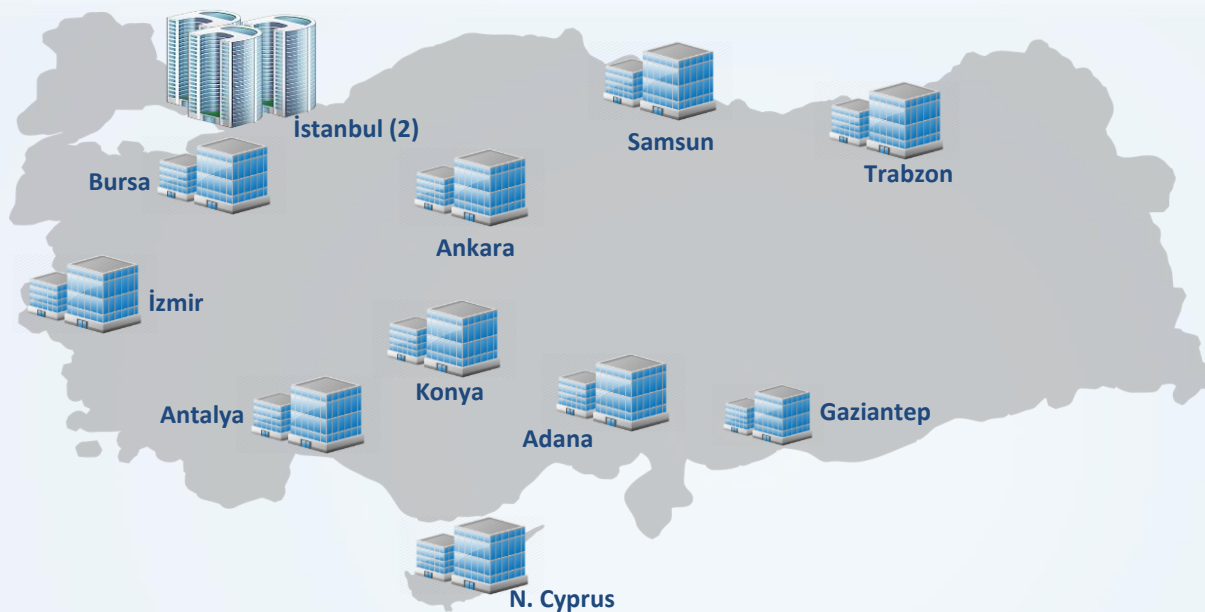 İstanbul (2)
Samsun
Trabzon
Bursa
Ankara
İzmir
Konya
Antalya
Adana
Gaziantep
N. Cyprus